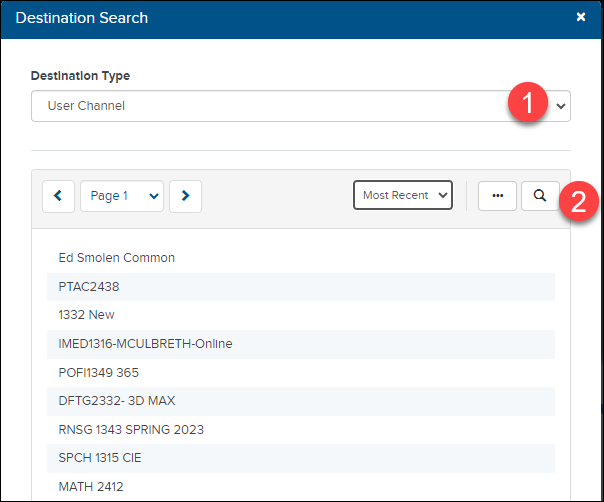 Destination Search ×
Destination Type
User Channel
1
Page 1
Most Recent
•••
2
Ed Smolen Common
PTAC2438
1332 New
IMED1316-MCULBRETH-Online
POFI1349 365
DFTG2332- 3D MAX
RNSG 1343 SPRING 2023
SPCH 1315 CIE
MATH 2412